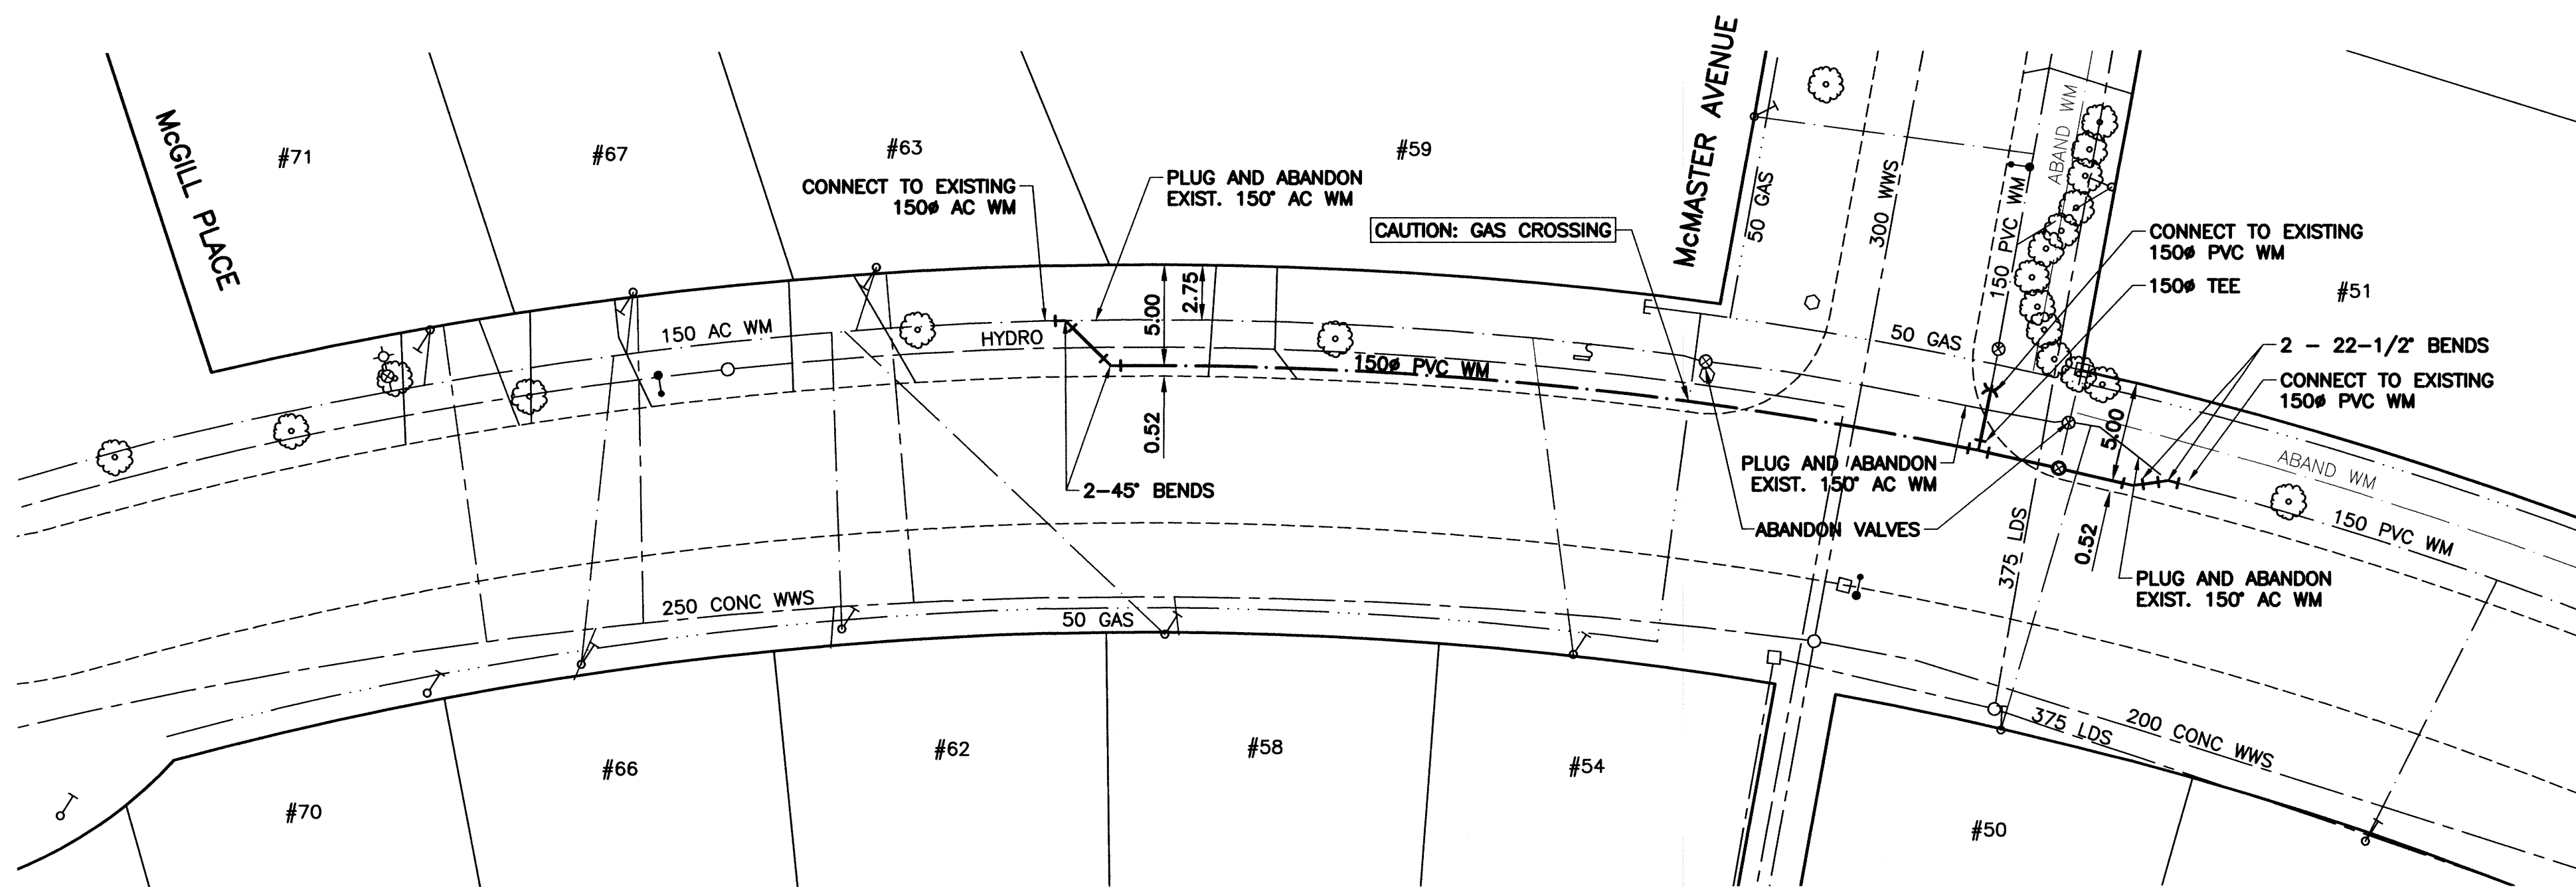 McGILL PLACE
#71
#67
#63
#59
McMASTER AVENUE
CONNECT TO EXISTING
150ø AC WM
PLUG AND ABANDON
EXIST. 150° AC WM
CAUTION: GAS CROSSING
50 GAS
300 WWS
150 PVC WM
ABAND WM
CONNECT TO EXISTING
150ø PVC WM
150ø TEE
#51
2 - 22-1/2° BENDS
CONNECT TO EXISTING
150ø PVC WM
150 AC WM
HYDRO
5.00
2.75
0.52
150ø PVC WM
50 GAS
2-45° BENDS
PLUG AND ABANDON
EXIST. 150° AC WM
ABANDON VALVES
5.00
0.52
ABAND WM
150 PVC WM
375 LDS
PLUG AND ABANDON
EXIST. 150° AC WM
250 CONC WWS
50 GAS
375 LDS
200 CONC WWS
#70
#66
#62
#58
#54
#50